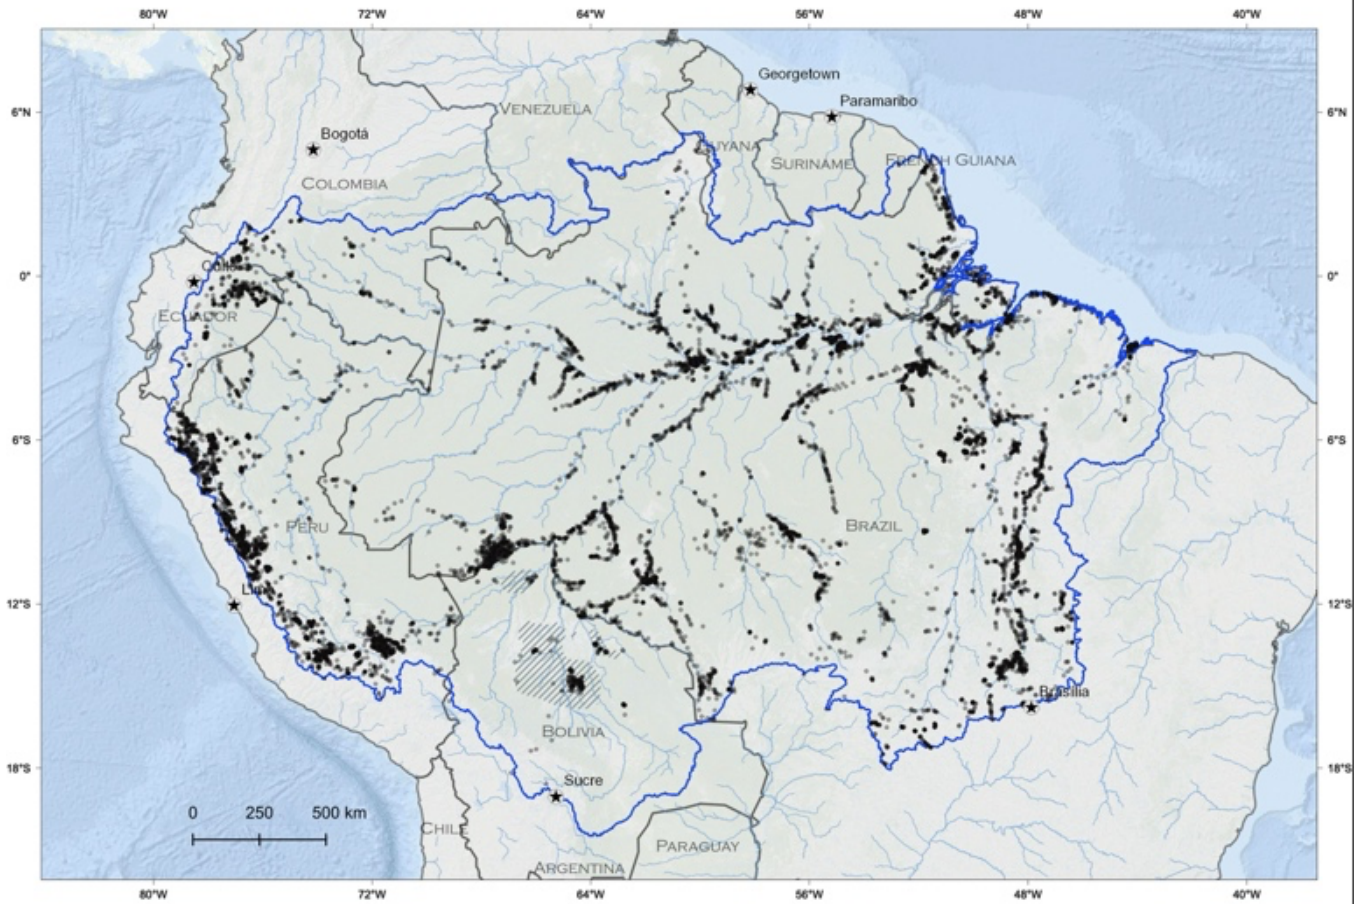 80°W 72°W 64°W 56°W 48°W 40°W
Georgetown
Paramaribo
6°N 6°N
VENEZUELA
Bogotá
GUYANA
SURINAME
FRENCH GUIANA
COLOMBIA
0° 0°
ECUADOR
6°S 6°S
PERU
BRAZIL
12°S 12°S
Brasília
BOLIVIA
18°S 18°S
Sucre
0 250 500 km
CHILE
PARAGUAY
ARGENTINA
80°W 72°W 64°W 56°W 48°W 40°W